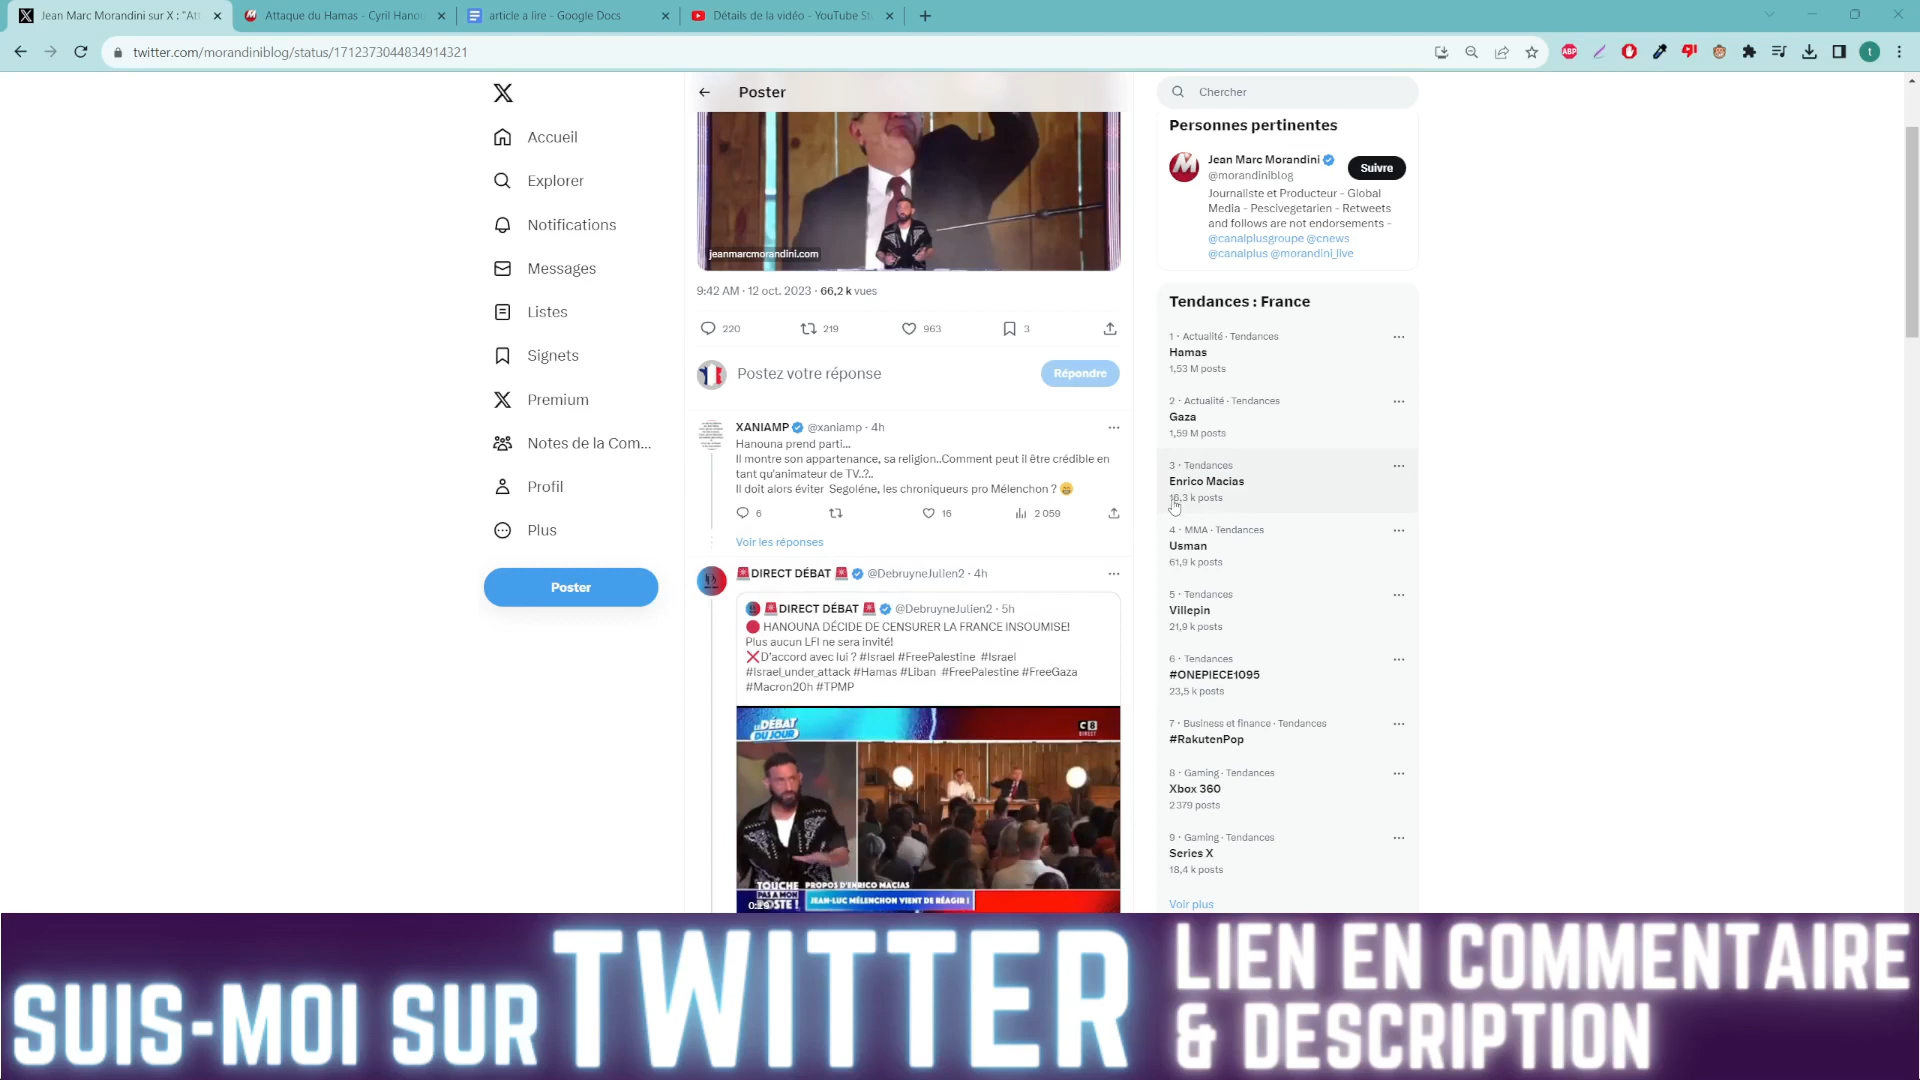 Jean Marc Morandini sur X : "Att
Attaque du Hamas - Cyril Hanou
article a lire - Google Docs
Détails de la vidéo - YouTube St
twitter.com/morandiniblog/status/1712373044834914321
ABP
t
Accueil
Explorer
Notifications
Messages
Listes
Signets
Premium
Notes de la Com...
Profil
Plus
Poster
Poster
jeanmarcmorandini.com
9:42 AM · 12 oct. 2023 · 66,2 k vues
220
219
963
3
Postez votre réponse
Répondre
XANIAMP @xaniamp · 4h
Hanouna prend parti...
Il montre son appartenance, sa religion..Comment peut il être crédible en
tant qu'animateur de TV..?..
Il doit alors éviter Segoléne, les chroniqueurs pro Mélenchon ? 😁
6
16
2 059
Voir les réponses
🚨DIRECT DÉBAT 🚨 @DebruyneJulien2 · 4h
🚨DIRECT DÉBAT 🚨 @DebruyneJulien2 · 5h
🔴 HANOUNA DÉCIDE DE CENSURER LA FRANCE INSOUMISE!
Plus aucun LFI ne sera invité!
❌D'accord avec lui ? #Israel #FreePalestine #Israel
#Israel_under_attack #Hamas #Liban #FreePalestine #FreeGaza
#Macron20h #TPMP
LE DÉBAT
DU JOUR
C8
DIRECT
TOUCHE
PAS À MON
POSTE !
PROPOS D'ENRICO MACIAS
JEAN-LUC MÉLENCHON VIENT DE RÉAGIR !
Chercher
Personnes pertinentes
Jean Marc Morandini
@morandiniblog
Suivre
Journaliste et Producteur - Global
Media - Pescivegetarien - Retweets
and follows are not endorsements -
@canalplusgroupe @cnews
@canalplus @morandini_live
Tendances : France
1 · Actualité · Tendances
Hamas
1,53 M posts
2 · Actualité · Tendances
Gaza
1,59 M posts
3 · Tendances
Enrico Macias
16,3 k posts
4 · MMA · Tendances
Usman
61,9 k posts
5 · Tendances
Villepin
21,9 k posts
6 · Tendances
#ONEPIECE1095
23,5 k posts
7 · Business et finance · Tendances
#RakutenPop
8 · Gaming · Tendances
Xbox 360
2 379 posts
9 · Gaming · Tendances
Series X
18,4 k posts
Voir plus
SUIS-MOI SUR TWITTER
LIEN EN COMMENTAIRE
& DESCRIPTION